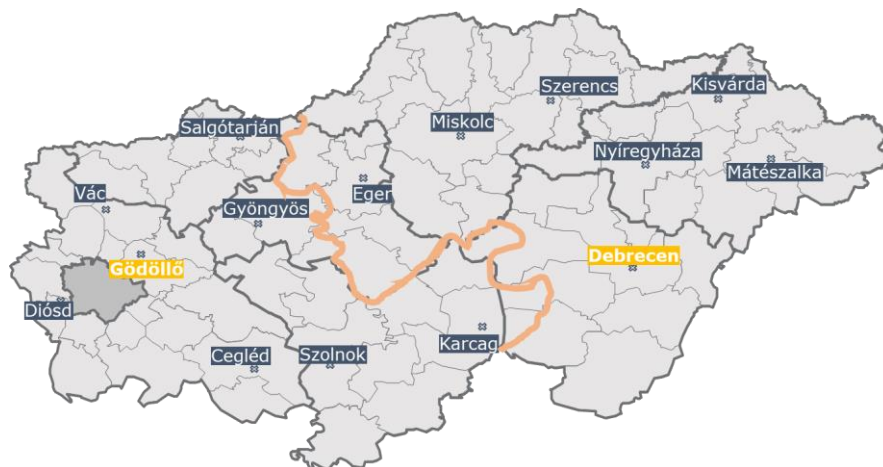 Kisvárda
Szerencs
Salgótarján
Miskolc
Nyíregyháza
Mátészalka
Vác
Eger
Gyöngyös
Debrecen
Gödöllő
Diósd
Karcag
Cegléd
Szolnok